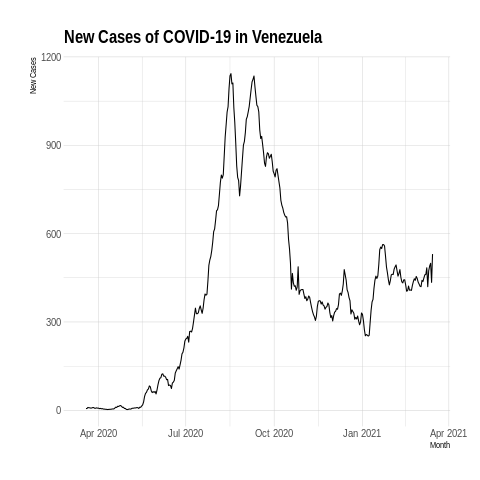 New Cases of COVID-19 in Venezuela
New Cases
1200
900
600
300
0
Apr 2020
Jul 2020
Oct 2020
Jan 2021
Apr 2021
Month